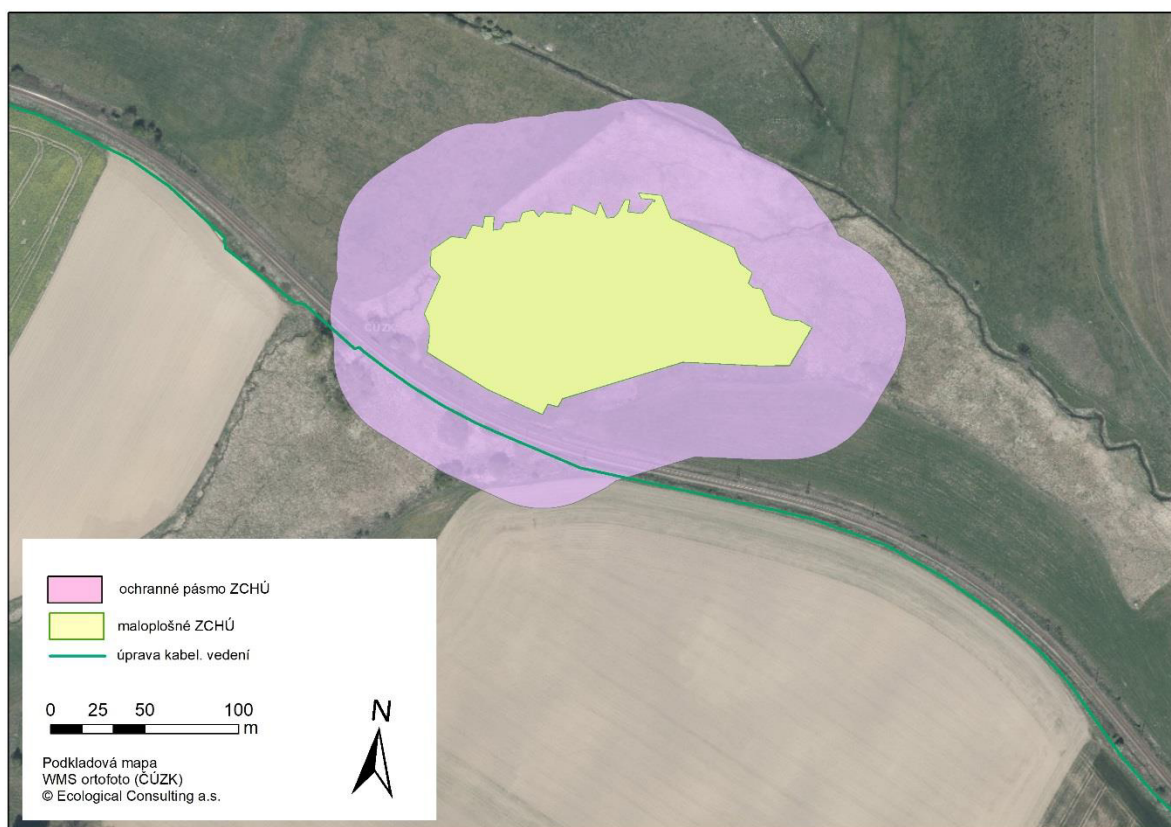 ČÚZK
ochranné pásmo ZCHÚ
maloplošné ZCHÚ
úprava kabel. vedení
0 25 50 100
m
N
Podkladová mapa
WMS ortofoto (ČÚZK)
© Ecological Consulting a.s.